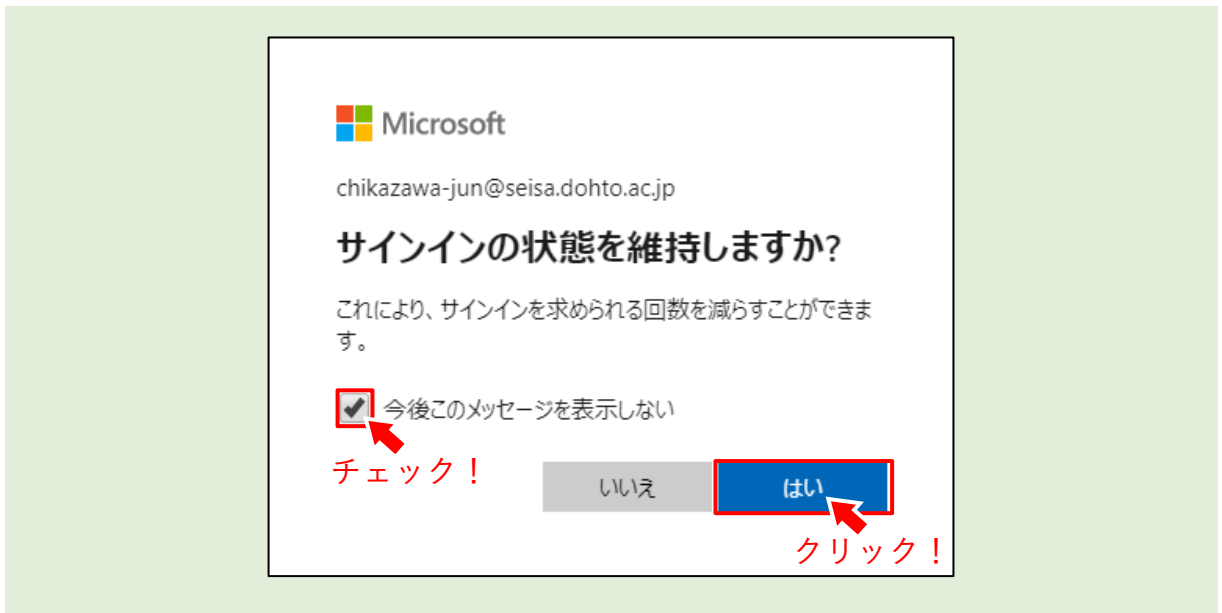 Microsoft
chikazawa-jun@seisa.dohto.ac.jp
サインインの状態を維持しますか?
これにより、サインインを求められる回数を減らすことができま
す。
今後このメッセージを表示しない
チェック！
いいえ
はい
クリック！